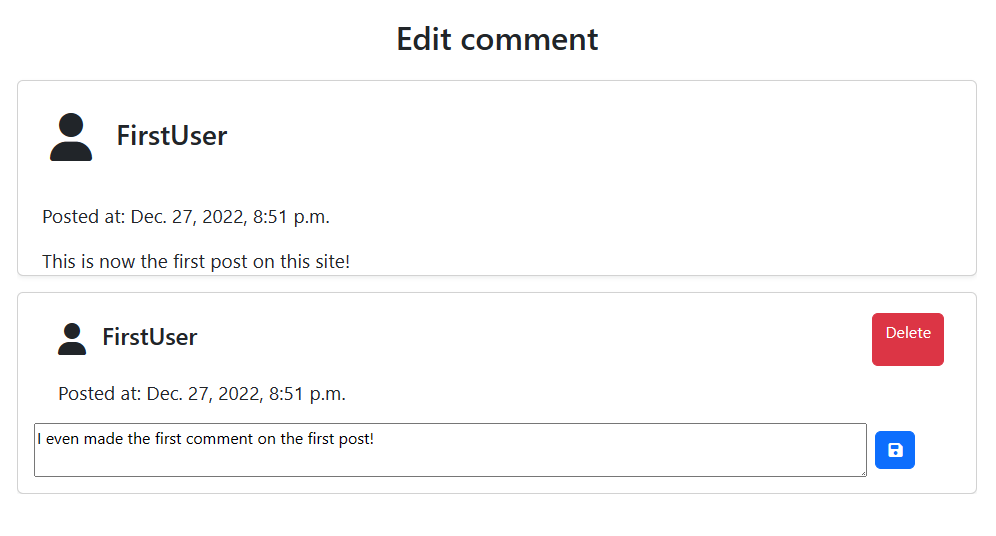 Edit comment
FirstUser
Posted at: Dec. 27, 2022, 8:51 p.m.
This is now the first post on this site!
FirstUser
Delete
Posted at: Dec. 27, 2022, 8:51 p.m.
I even made the first comment on the first post!